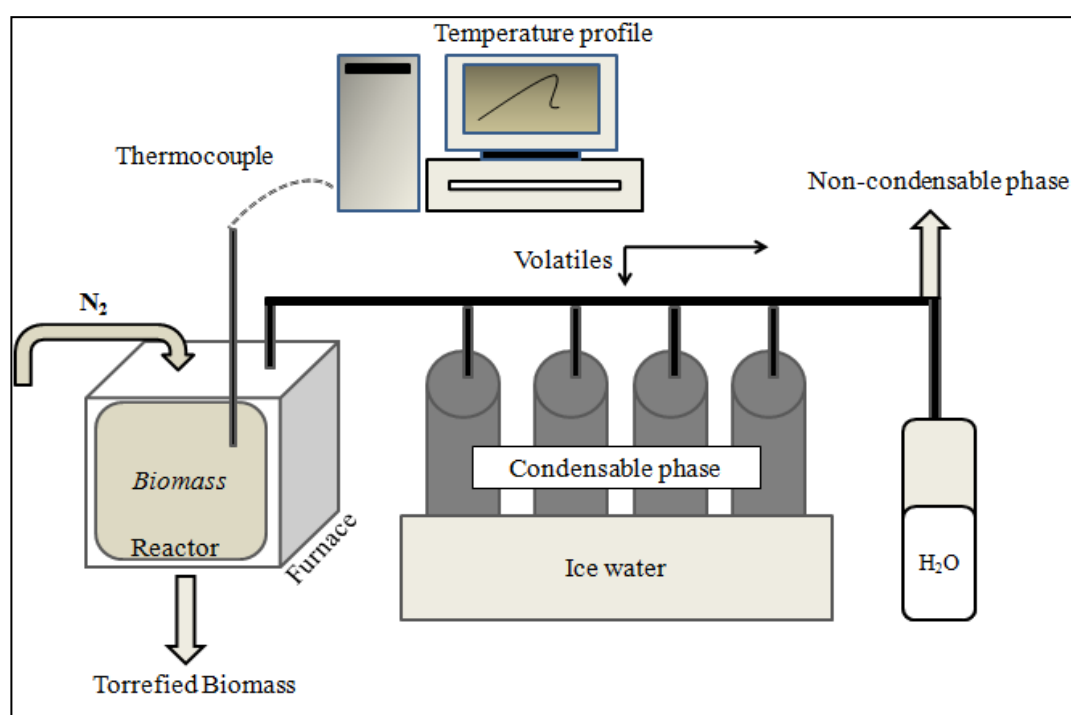 Temperature profile
Thermocouple
Non-condensable phase
Volatiles
N₂
Condensable phase
Biomass
Reactor
Furnace
Ice water
H₂O
Torrefied Biomass